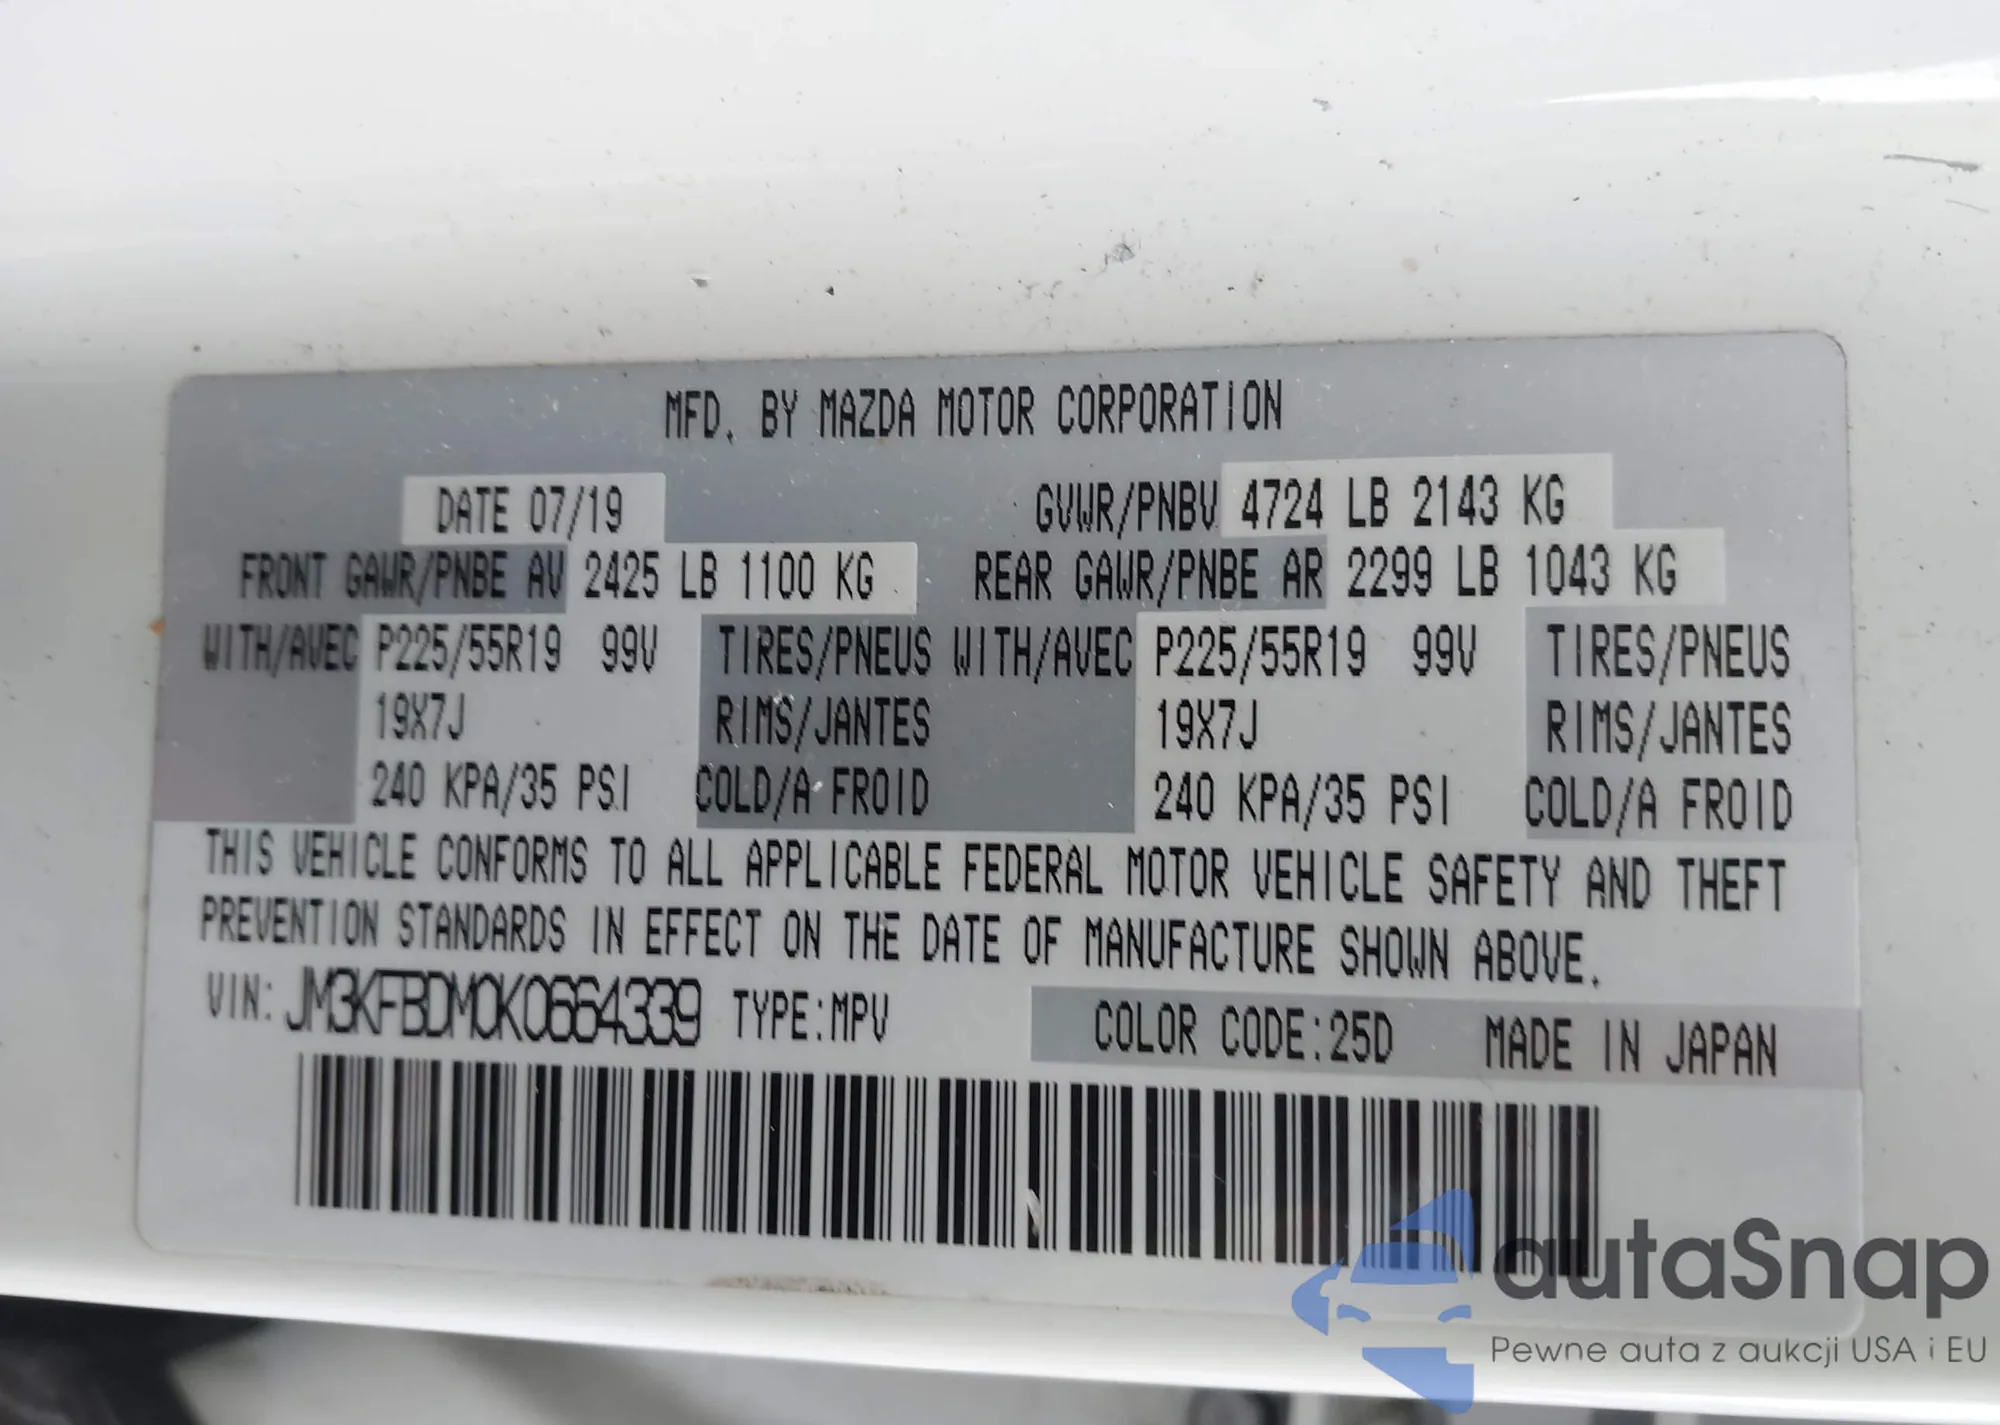 MFD. BY MAZDA MOTOR CORPORATION
DATE 07/19 GVWR/PNBV 4724 LB 2143 KG
FRONT GAWR/PNBE AV 2425 LB 1100 KG REAR GAWR/PNBE AR 2299 LB 1043 KG
WITH/AVEC P225/55R19 99V TIRES/PNEUS WITH/AVEC P225/55R19 99V TIRES/PNEUS
19X7J RIMS/JANTES 19X7J RIMS/JANTES
240 KPA/35 PSI COLD/A FROID 240 KPA/35 PSI COLD/A FROID
THIS VEHICLE CONFORMS TO ALL APPLICABLE FEDERAL MOTOR VEHICLE SAFETY AND THEFT
PREVENTION STANDARDS IN EFFECT ON THE DATE OF MANUFACTURE SHOWN ABOVE.
VIN: JM3KFBDM0K0664339 TYPE:MPV COLOR CODE:25D MADE IN JAPAN
autaSnap
Pewne auta z aukcji USA i EU